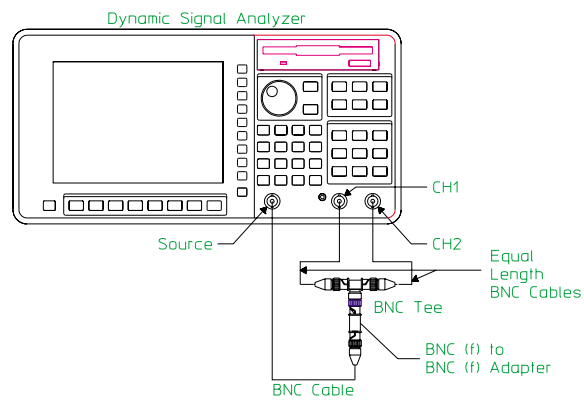 Dynamic Signal Analyzer
CH1
Source
CH2
Equal
Length
BNC Cables
BNC Tee
BNC (f) to
BNC (f) Adapter
BNC Cable